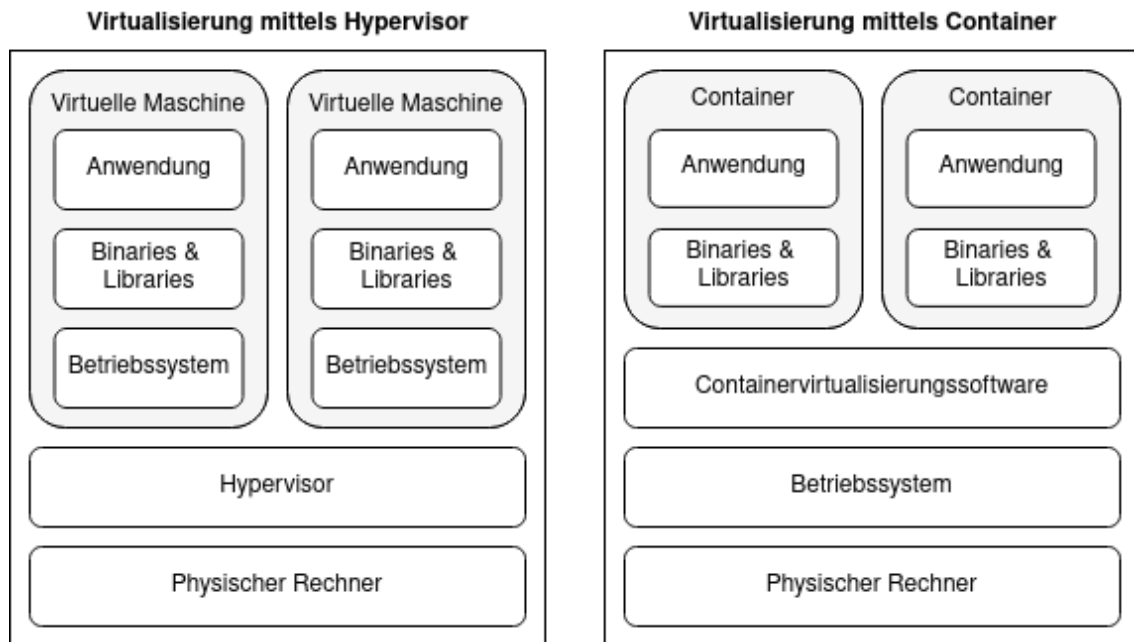 Virtualisierung mittels Hypervisor
Virtuelle Maschine
Anwendung
Binaries &
Libraries
Betriebssystem
Virtuelle Maschine
Anwendung
Binaries &
Libraries
Betriebssystem
Hypervisor
Physischer Rechner
Virtualisierung mittels Container
Container
Anwendung
Binaries &
Libraries
Container
Anwendung
Binaries &
Libraries
Containervirtualisierungssoftware
Betriebssystem
Physischer Rechner